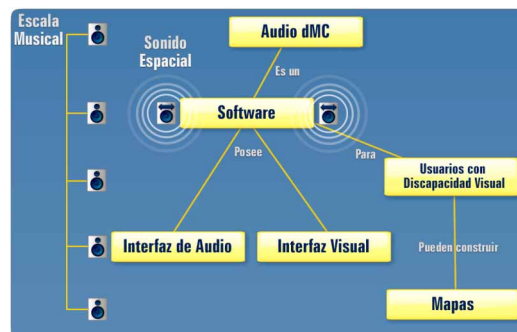 Escala
Musical
Sonido
Espacial
Audio dMC
Es un
Software
Posee
Para
Usuarios con
Discapacidad Visual
Interfaz de Audio
Interfaz Visual
Pueden construir
Mapas